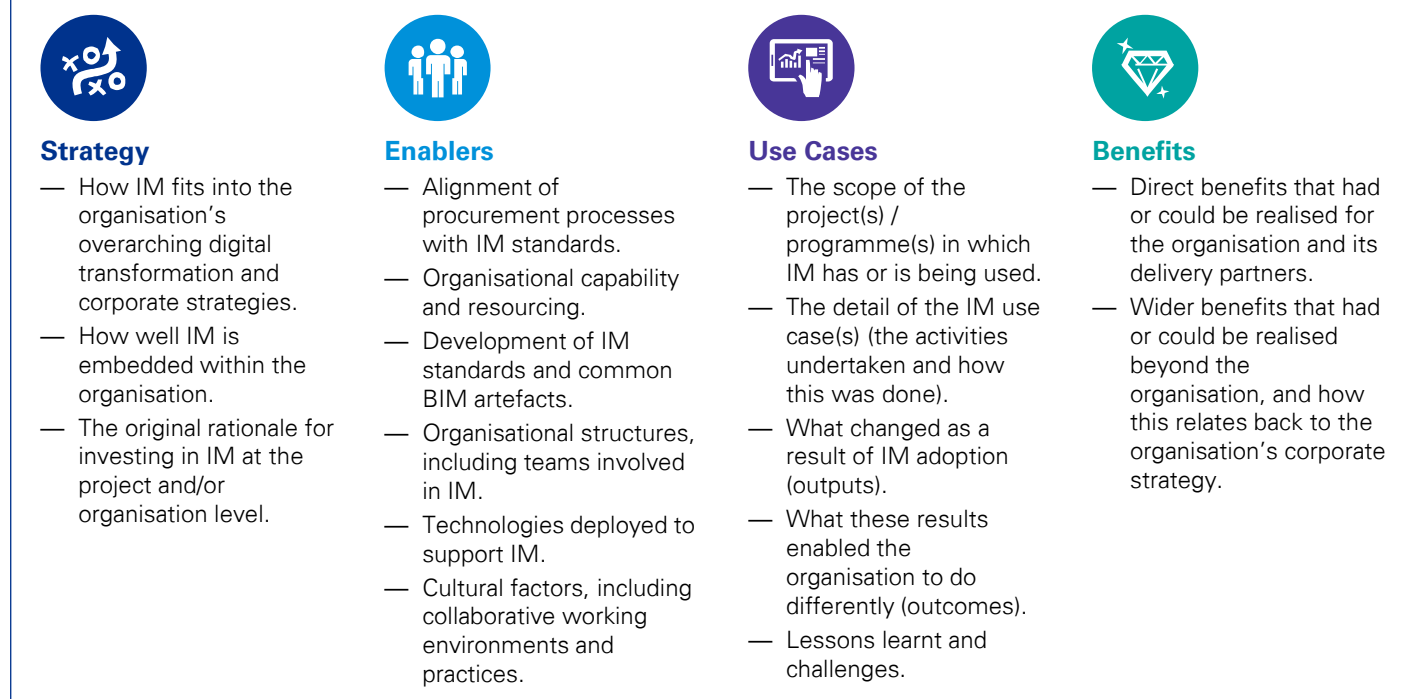 Strategy
— How IM fits into the
organisation's
overarching digital
transformation and
corporate strategies.
— How well IM is
embedded within the
organisation.
— The original rationale for
investing in IM at the
project and/or
organisation level.
Enablers
— Alignment of
procurement processes
with IM standards.
— Organisational capability
and resourcing.
— Development of IM
standards and common
BIM artefacts.
— Organisational structures,
including teams involved
in IM.
— Technologies deployed to
support IM.
— Cultural factors, including
collaborative working
environments and
practices.
Use Cases
— The scope of the
project(s) /
programme(s) in which
IM has or is being used.
— The detail of the IM use
case(s) (the activities
undertaken and how
this was done).
— What changed as a
result of IM adoption
(outputs).
— What these results
enabled the
organisation to do
differently (outcomes).
— Lessons learnt and
challenges.
Benefits
— Direct benefits that had
or could be realised for
the organisation and its
delivery partners.
— Wider benefits that had
or could be realised
beyond the
organisation, and how
this relates back to the
organisation's corporate
strategy.